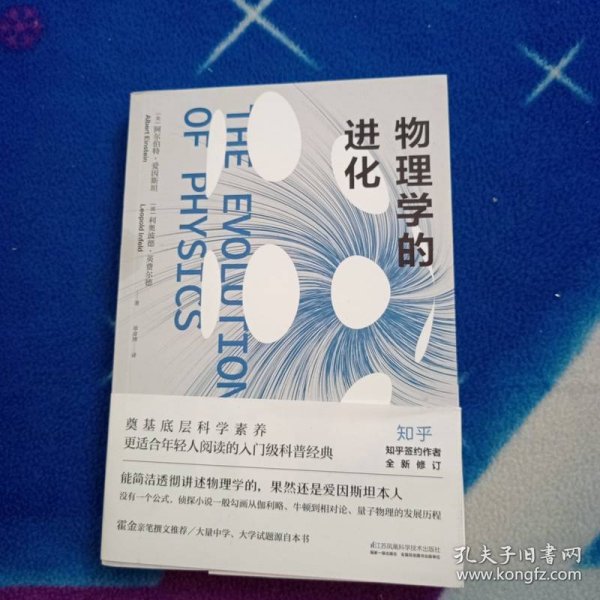 物理学的
进化
THE EVOLUTION
OF PHYSICS
阿尔伯特·爱因斯坦
Albert Einstein
利奥波德·英费尔德
Leopold Infeld
著
译
奠基底层科学素养
更适合年轻人阅读的入门级科普经典
知乎
知乎签约作者
全新修订
能简洁透彻讲述物理学的，果然还是爱因斯坦本人
没有一个公式，侦探小说一般勾画从伽利略、牛顿到相对论、量子物理的发展历程
霍金亲笔撰文推荐／大量中学、大学试题源自本书
江苏凤凰科学技术出版社
孔夫子旧书网
www.kongfz.com